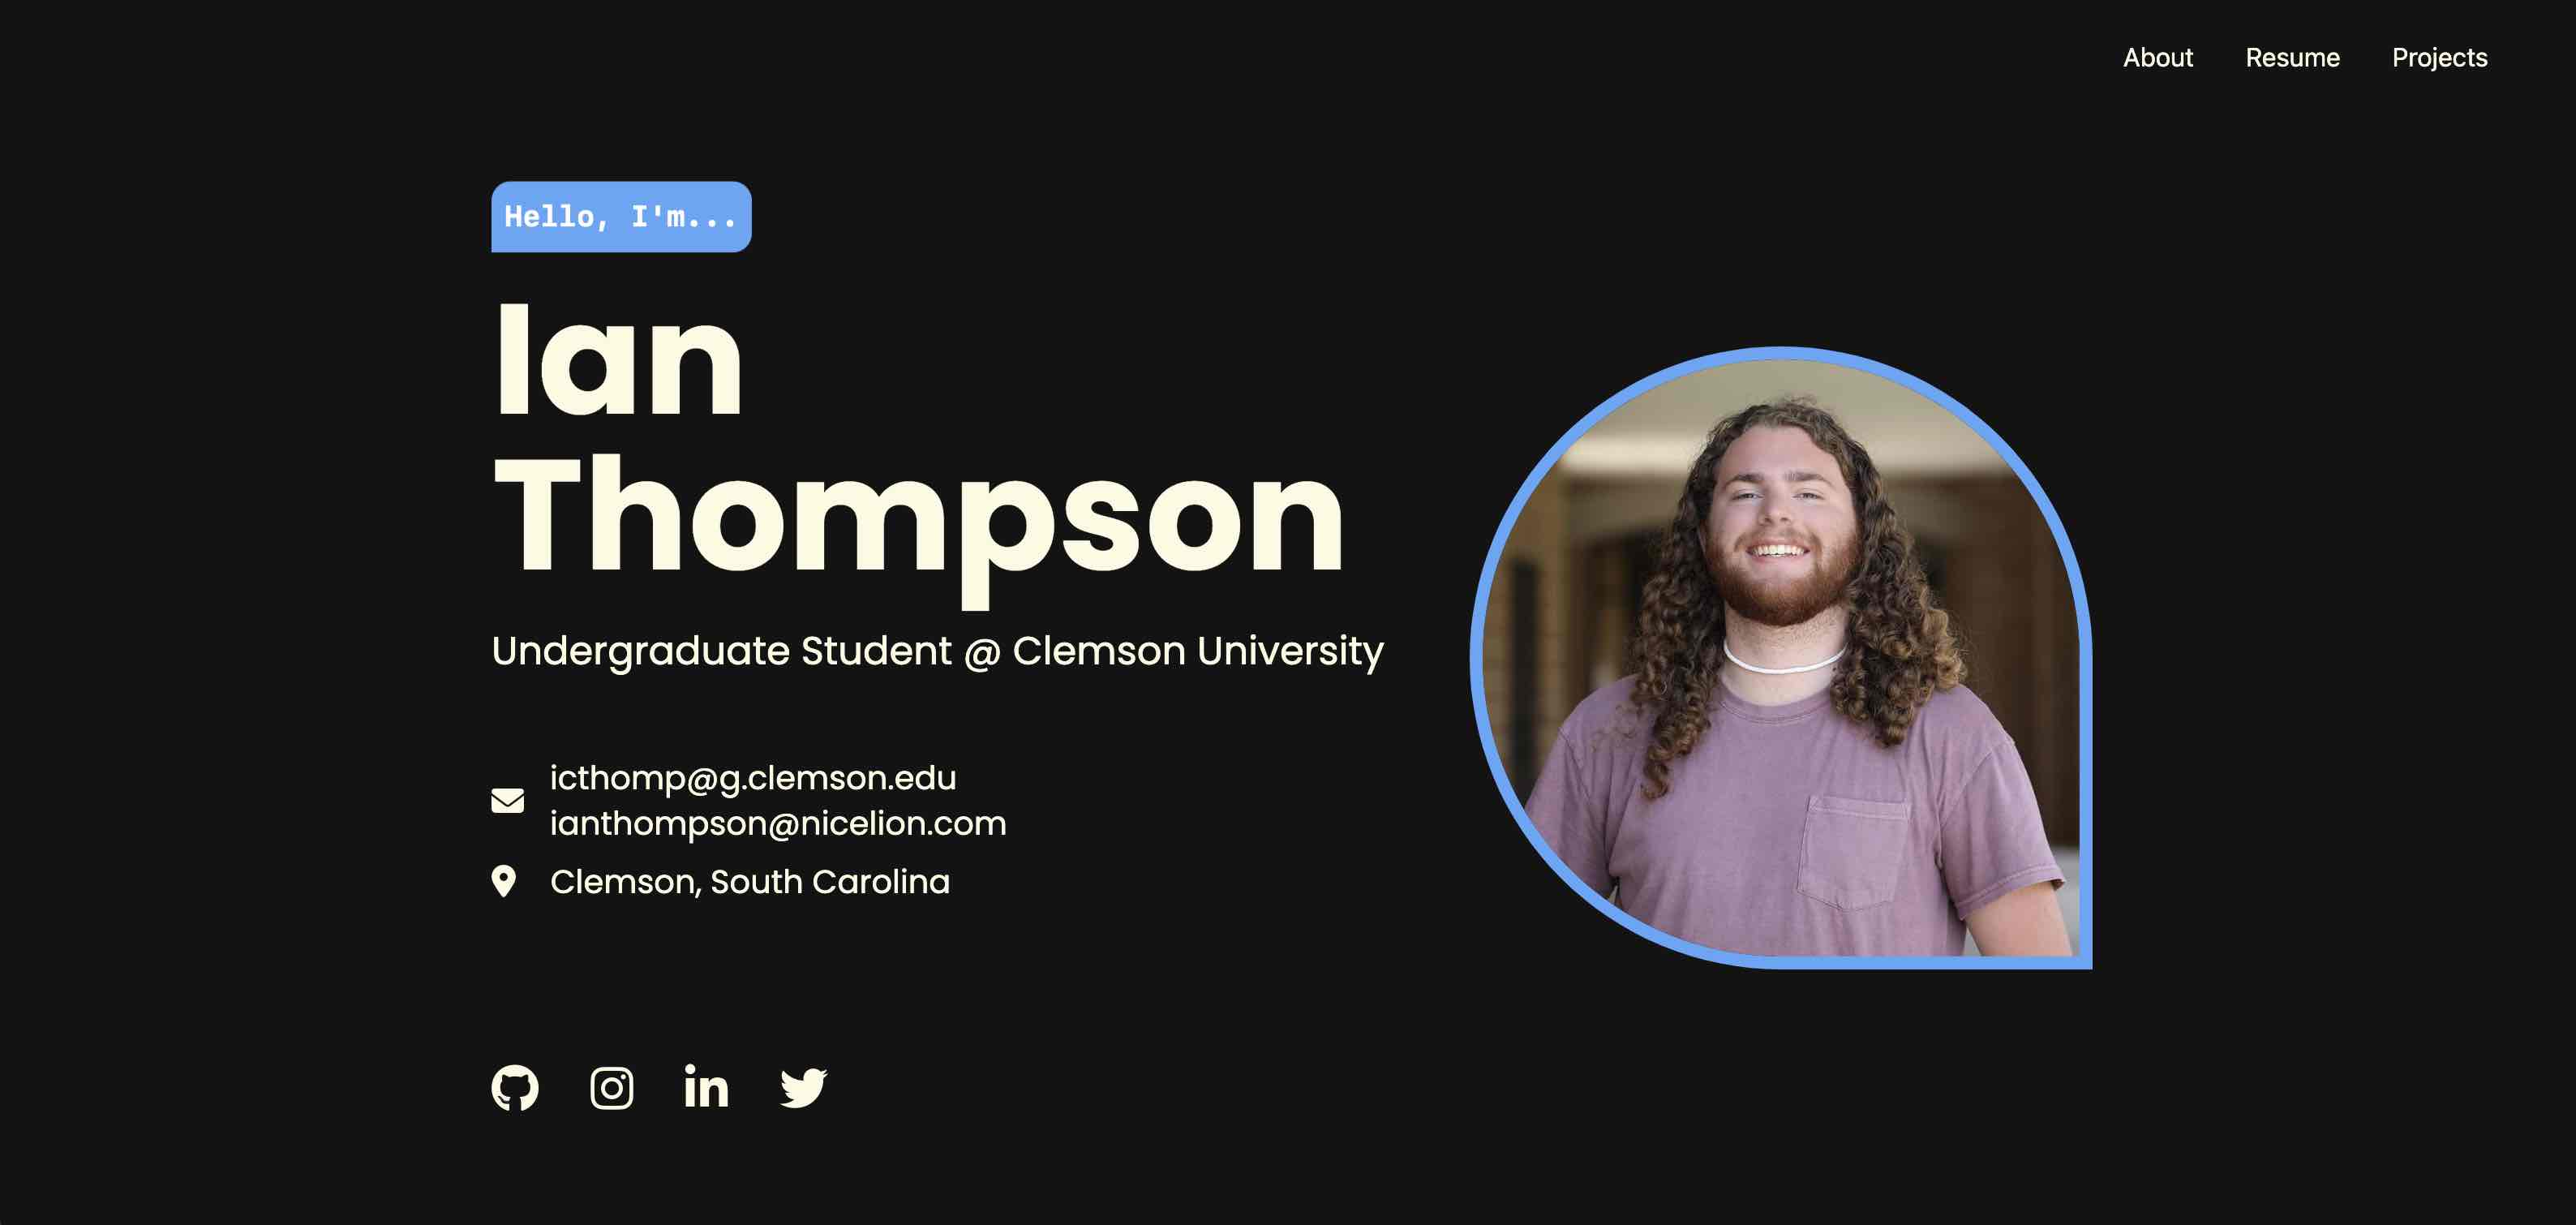 About Resume Projects
Hello, I'm...
Ian
Thompson
Undergraduate Student @ Clemson University
icthomp@g.clemson.edu
ianthompson@nicelion.com
Clemson, South Carolina
in